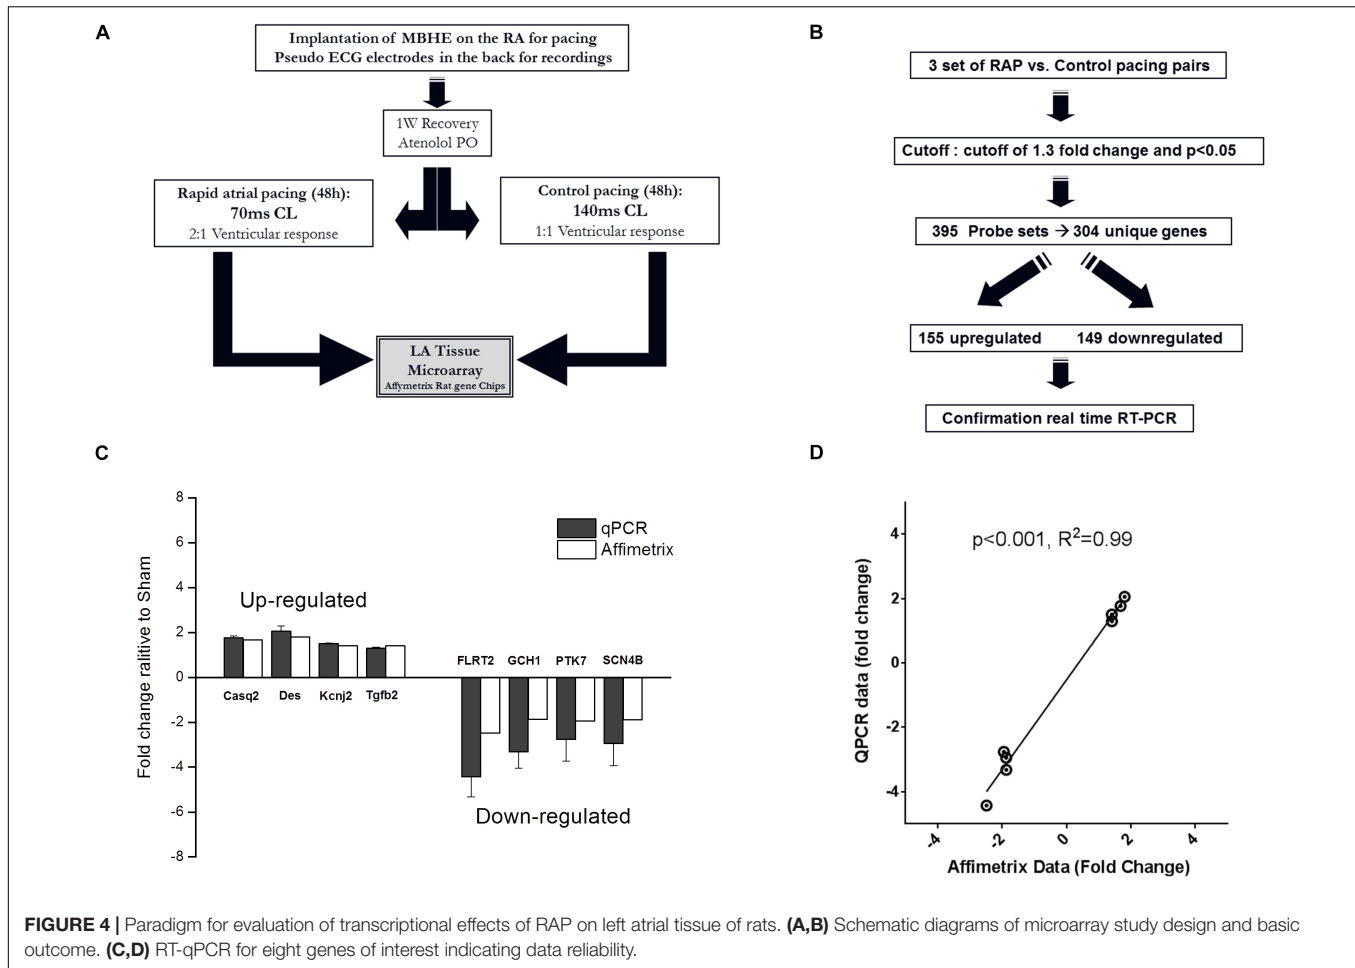 A
Implantation of MBHE on the RA for pacing
Pseudo ECG electrodes in the back for recordings
1W Recovery
Atenolol PO
Rapid atrial pacing (48h):
70ms CL
2:1 Ventricular response
Control pacing (48h):
140ms CL
1:1 Ventricular response
LA Tissue
Microarray
Affymetrix Rat gene Chips
B
3 set of RAP vs. Control pacing pairs
Cutoff : cutoff of 1.3 fold change and p<0.05
395 Probe sets → 304 unique genes
155 upregulated 149 downregulated
Confirmation real time RT-PCR
C
Fold change ralitive to Sham
8
6
4
2
0
-2
-4
-6
-8
qPCR
Affimetrix
Up-regulated
Casq2 Des Kcnj2 Tgfb2
FLRT2 GCH1 PTK7 SCN4B
Down-regulated
D
p<0.001, R²=0.99
QPCR data (fold change)
4
2
0
-2
-4
-4 -2 0 2 4
Affimetrix Data (Fold Change)
FIGURE 4 | Paradigm for evaluation of transcriptional effects of RAP on left atrial tissue of rats. (A,B) Schematic diagrams of microarray study design and basic
outcome. (C,D) RT-qPCR for eight genes of interest indicating data reliability.